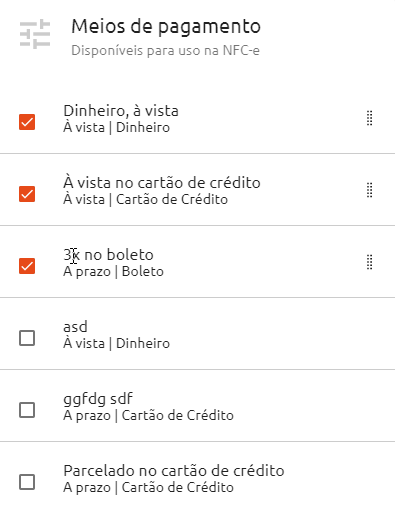 Meios de pagamento
Disponíveis para uso na NFC-e
Dinheiro, à vista
À vista | Dinheiro
À vista no cartão de crédito
À vista | Cartão de Crédito
3x no boleto
A prazo | Boleto
asd
À vista | Dinheiro
ggfdg sdf
A prazo | Cartão de Crédito
Parcelado no cartão de crédito
A prazo | Cartão de Crédito